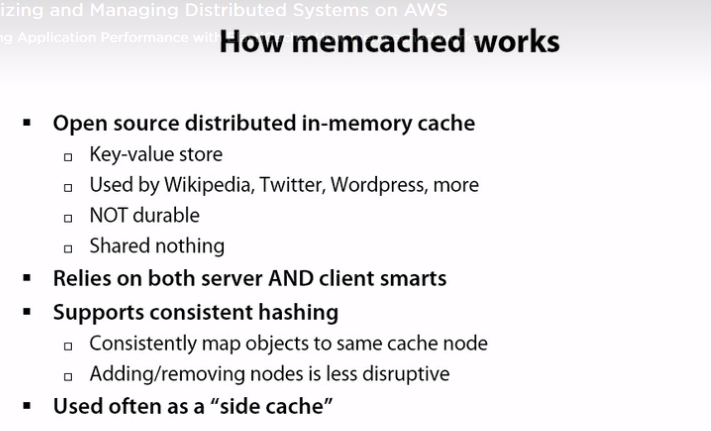 izing and Managing Distributed Systems on AWS
ng Application Performance with
How memcached works
▪ Open source distributed in-memory cache
▫ Key-value store
▫ Used by Wikipedia, Twitter, Wordpress, more
▫ NOT durable
▫ Shared nothing
▪ Relies on both server AND client smarts
▪ Supports consistent hashing
▫ Consistently map objects to same cache node
▫ Adding/removing nodes is less disruptive
▪ Used often as a “side cache”